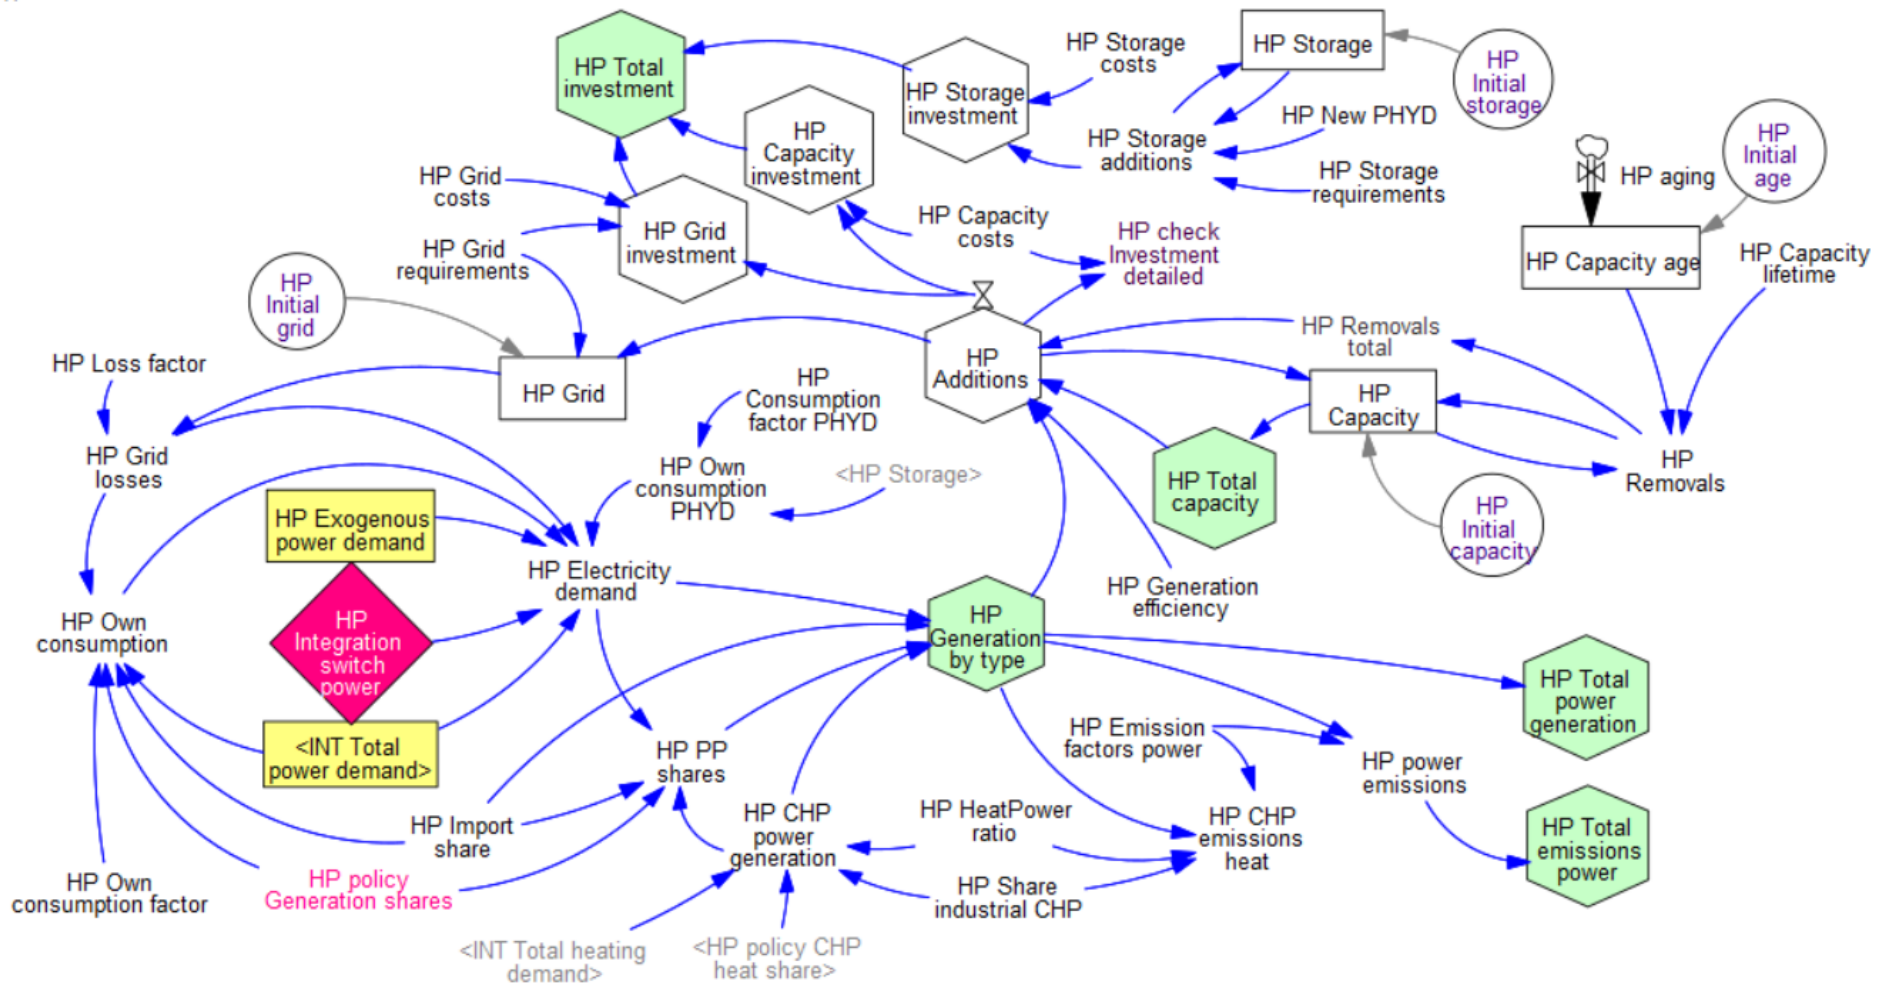 HP Total
investment
HP Storage
investment
HP Storage
costs
HP Storage
HP
Initial
storage
HP
Capacity
investment
HP Storage
additions
HP New PHYD
HP Storage
requirements
HP aging
HP
Initial
age
HP Grid
costs
HP Grid
requirements
HP Grid
investment
HP Capacity
costs
HP check
Investment
detailed
HP Capacity age
HP Capacity
lifetime
HP
Initial
grid
HP Loss factor
HP Grid
HP
Additions
HP Removals
total
HP
Capacity
HP
Consumption
factor PHYD
HP Grid
losses
HP Own
consumption
PHYD
<HP Storage>
HP Total
capacity
HP
Removals
HP
Initial
capacity
HP Exogenous
power demand
HP Electricity
demand
HP Generation
efficiency
HP Own
consumption
HP
Integration
switch
power
HP
Generation
by type
HP Total
power
generation
<INT Total
power demand>
HP PP
shares
HP Emission
factors power
HP power
emissions
HP Import
share
HP CHP
power
generation
HP HeatPower
ratio
HP CHP
emissions
heat
HP Total
emissions
power
HP Own
consumption factor
HP policy
Generation shares
HP Share
industrial CHP
<INT Total heating
demand>
<HP policy CHP
heat share>